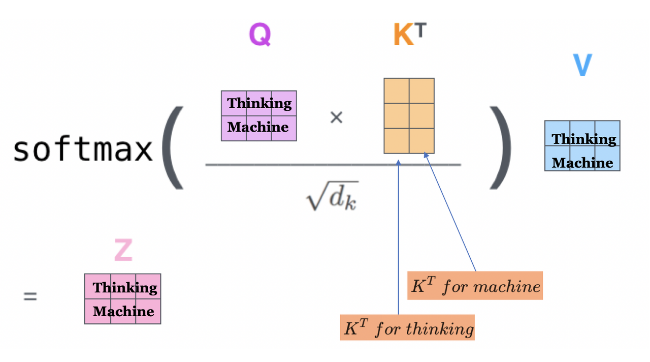 Q
K^T
V
softmax( Thinking Machine × ) Thinking Machine
√d_k
Z
= Thinking
Machine
K^T for machine
K^T for thinking